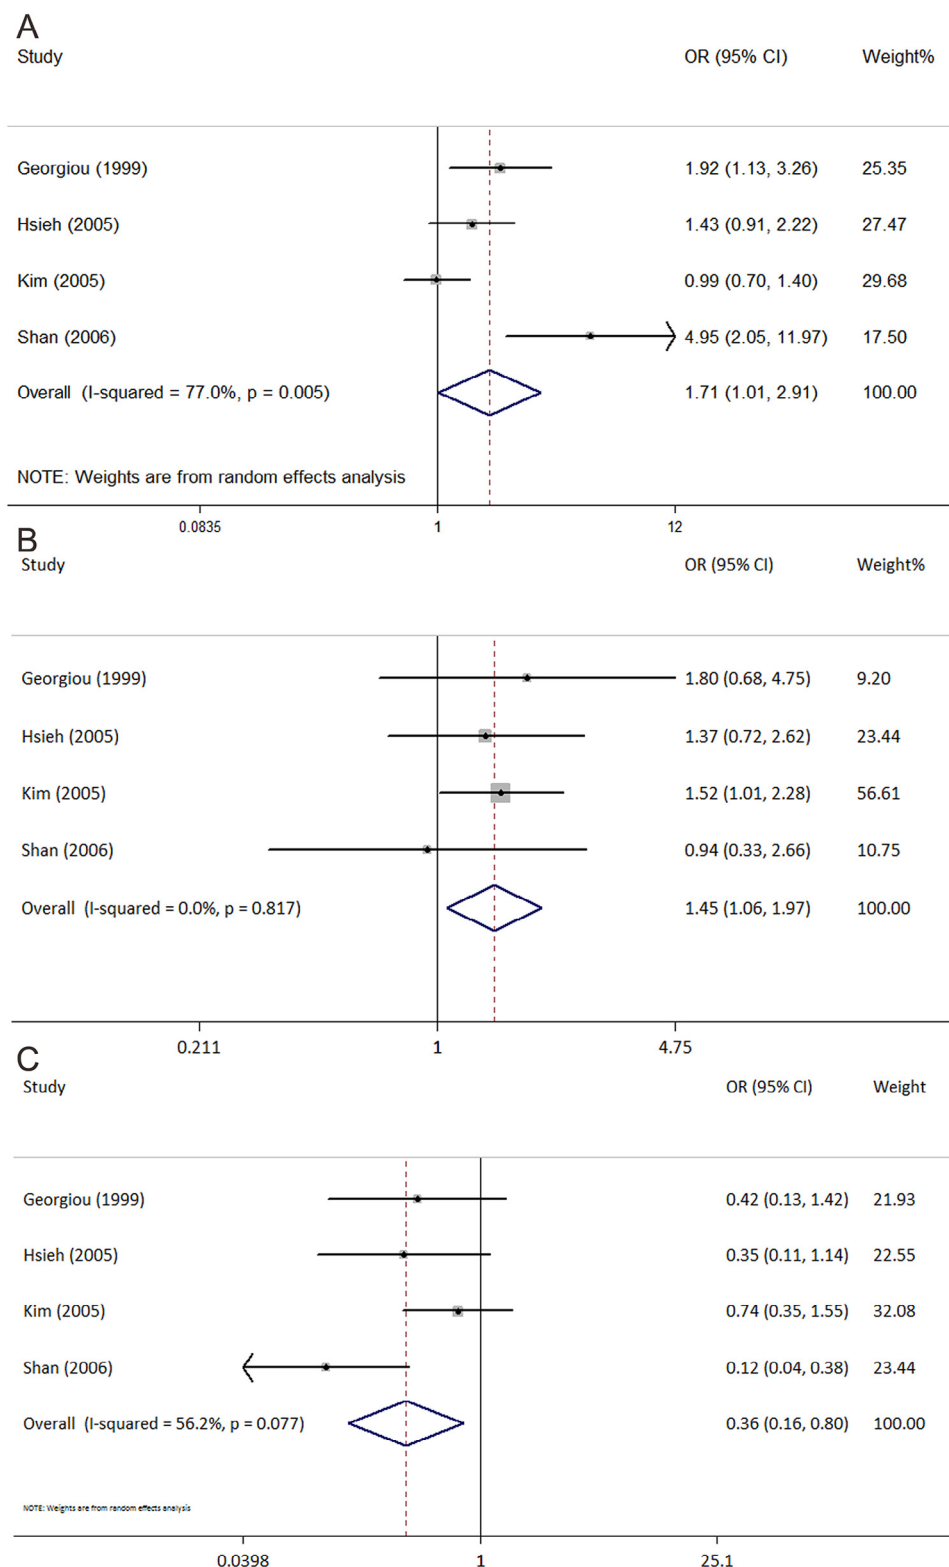 A
Study OR (95% CI) Weight%
Georgiou (1999) 1.92 (1.13, 3.26) 25.35
Hsieh (2005) 1.43 (0.91, 2.22) 27.47
Kim (2005) 0.99 (0.70, 1.40) 29.68
Shan (2006) 4.95 (2.05, 11.97) 17.50
Overall (I-squared = 77.0%, p = 0.005) 1.71 (1.01, 2.91) 100.00
NOTE: Weights are from random effects analysis
0.0835 1 12
B
Study OR (95% CI) Weight%
Georgiou (1999) 1.80 (0.68, 4.75) 9.20
Hsieh (2005) 1.37 (0.72, 2.62) 23.44
Kim (2005) 1.52 (1.01, 2.28) 56.61
Shan (2006) 0.94 (0.33, 2.66) 10.75
Overall (I-squared = 0.0%, p = 0.817) 1.45 (1.06, 1.97) 100.00
0.211 1 4.75
C
Study OR (95% CI) Weight
Georgiou (1999) 0.42 (0.13, 1.42) 21.93
Hsieh (2005) 0.35 (0.11, 1.14) 22.55
Kim (2005) 0.74 (0.35, 1.55) 32.08
Shan (2006) 0.12 (0.04, 0.38) 23.44
Overall (I-squared = 56.2%, p = 0.077) 0.36 (0.16, 0.80) 100.00
NOTE: Weights are from random effects analysis
0.0398 1 25.1